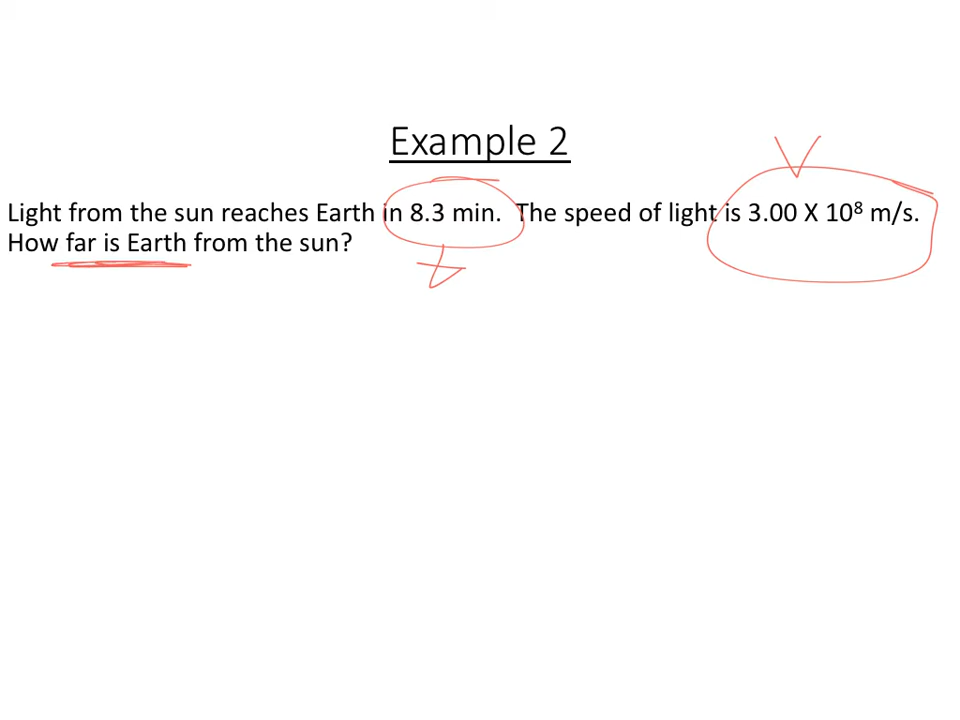 Example 2
V
Light from the sun reaches Earth in 8.3 min.  The speed of light is 3.00 X 10⁸ m/s.
How far is Earth from the sun?
t